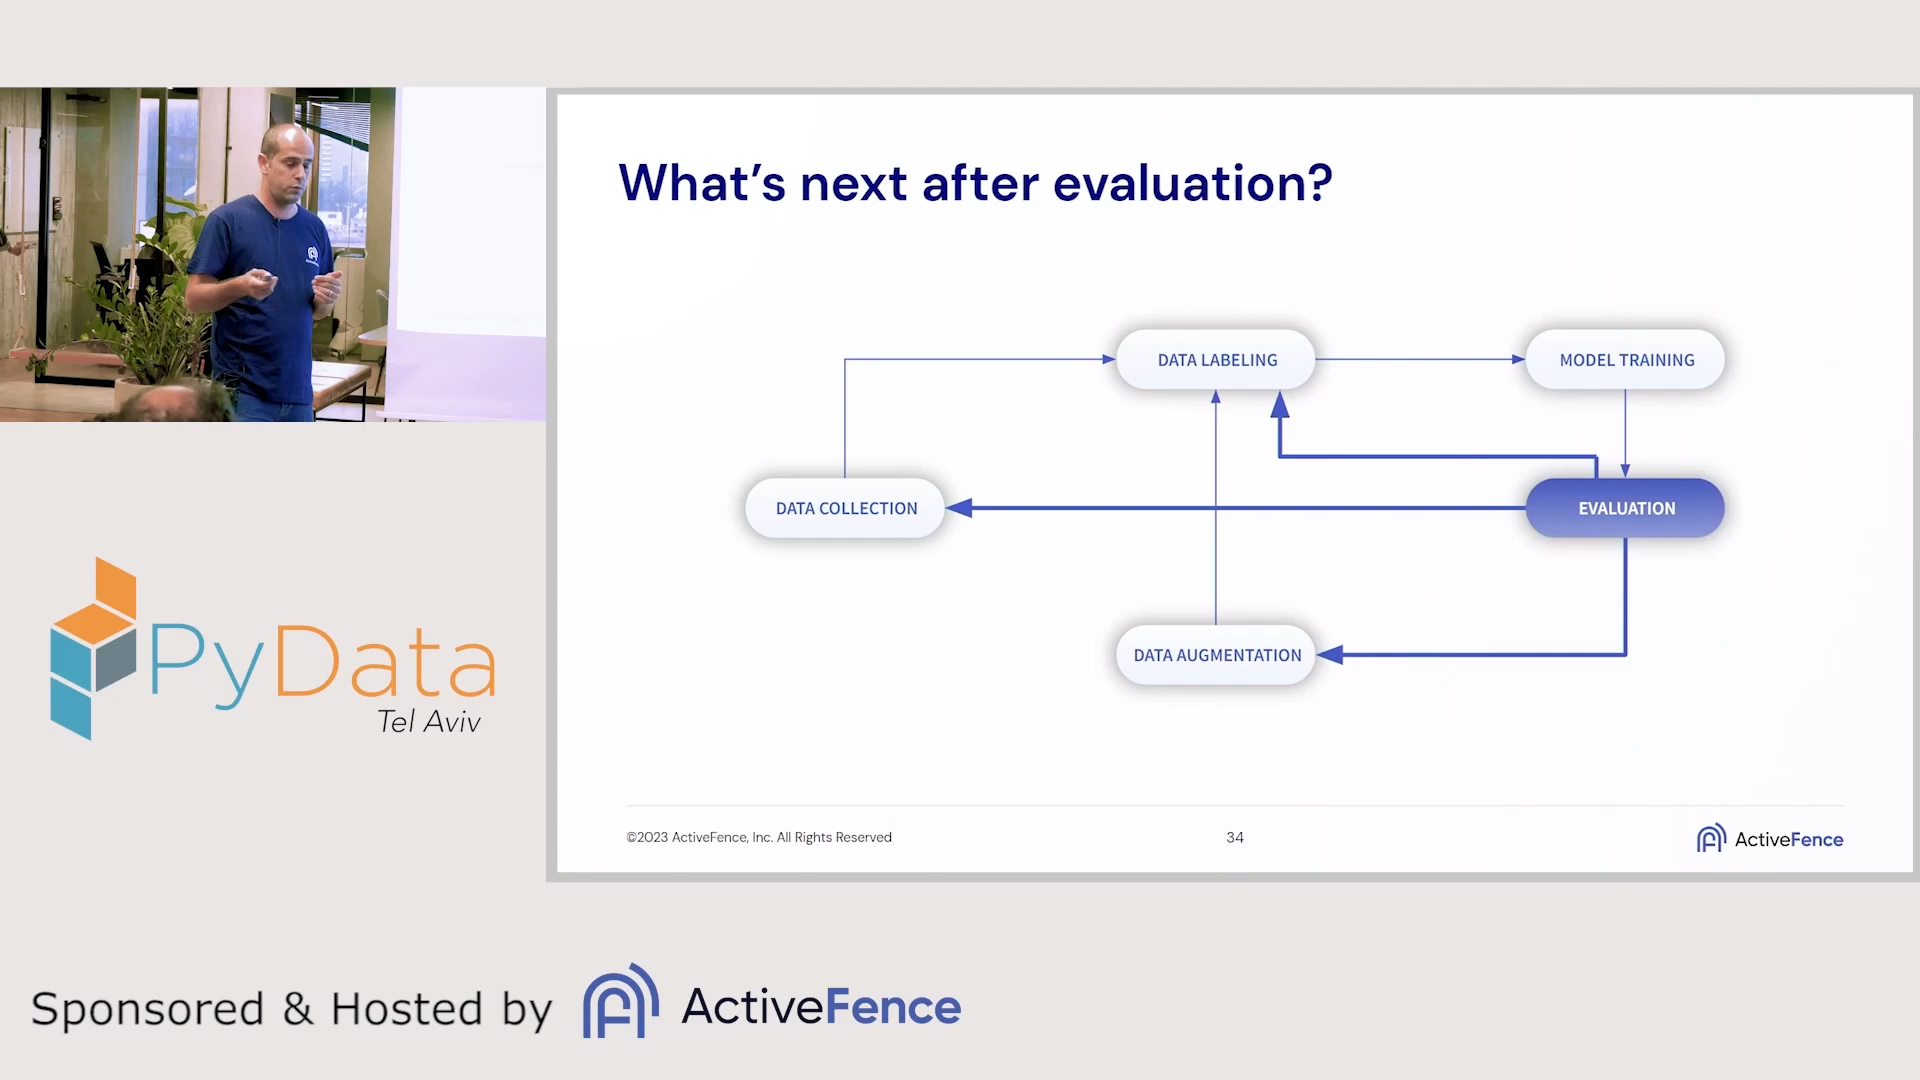 What's next after evaluation?
DATA LABELING
MODEL TRAINING
DATA COLLECTION
EVALUATION
DATA AUGMENTATION
©2023 ActiveFence, Inc. All Rights Reserved
34
ActiveFence
PyData
Tel Aviv
Sponsored & Hosted by
ActiveFence